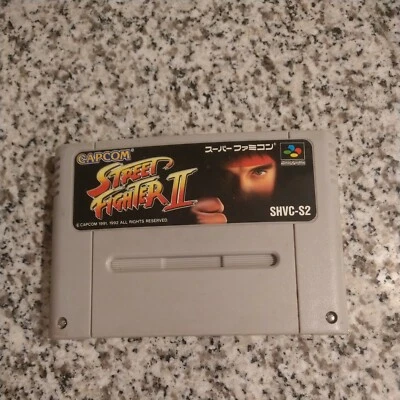 CAPCOM
STREET
FIGHTER II
© CAPCOM 1991, 1992 ALL RIGHTS RESERVED.
スーパーファミコン
SHVC-S2